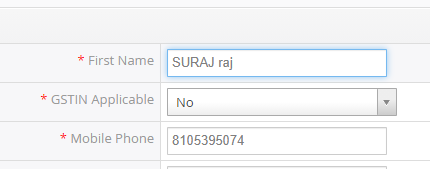 * First Name SURAJ raj
* GSTIN Applicable No
* Mobile Phone 8105395074